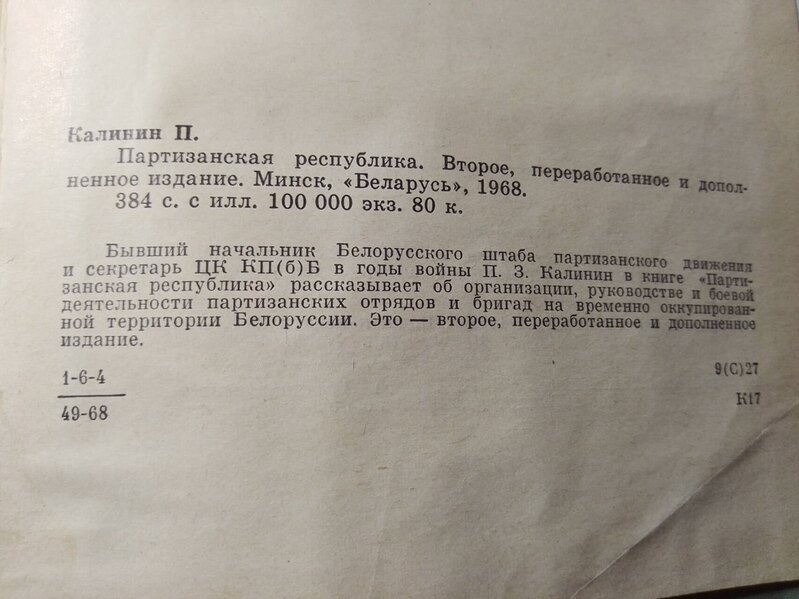 Калинин П.
Партизанская республика. Второе, переработанное и допол-
ненное издание. Минск, «Беларусь», 1968.
384 с. с илл. 100 000 экз. 80 к.
Бывший начальник Белорусского штаба партизанского движения
и секретарь ЦК КП(б)Б в годы войны П. З. Калинин в книге «Парти-
занская республика» рассказывает об организации, руководстве и боевой
деятельности партизанских отрядов и бригад на временно оккупирован-
ной территории Белоруссии. Это — второе, переработанное и дополненное
издание.
1-6-4
49-68
9(С)27
К17